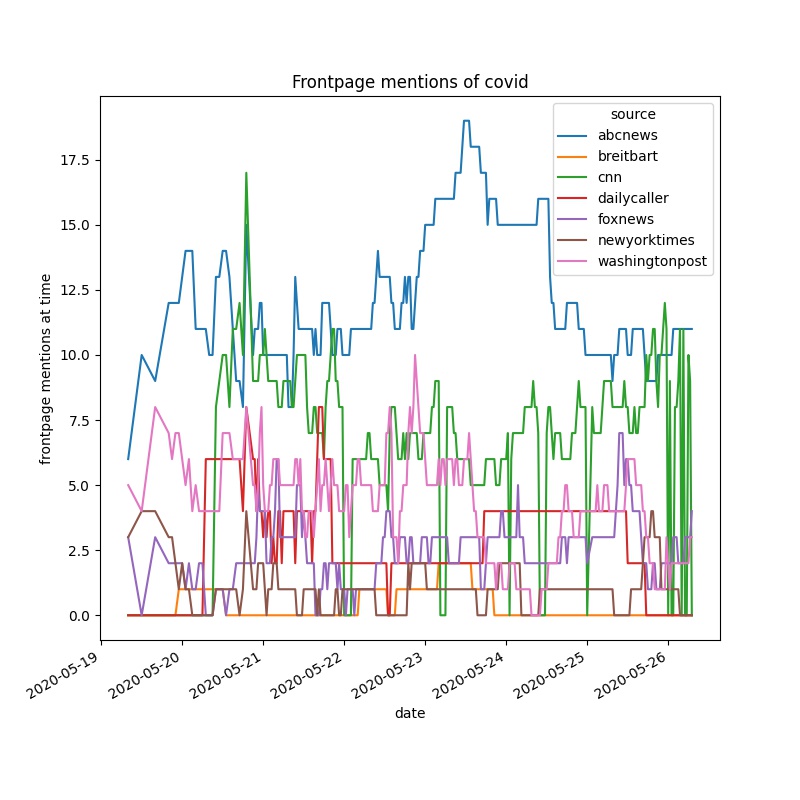 Frontpage mentions of covid
source
abcnews
breitbart
cnn
dailycaller
foxnews
newyorktimes
washingtonpost
frontpage mentions at time
17.5
15.0
12.5
10.0
7.5
5.0
2.5
0.0
2020-05-19
2020-05-20
2020-05-21
2020-05-22
2020-05-23
2020-05-24
2020-05-25
2020-05-26
date